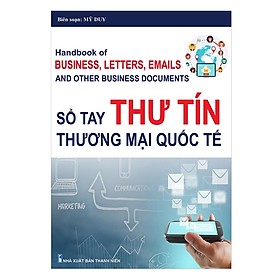 Biên soạn: MỸ DUY
Handbook of
BUSINESS, LETTERS, EMAILS
AND OTHER BUSINESS DOCUMENTS
SỔ TAY THƯ TÍN
THƯƠNG MẠI QUỐC TẾ
COMMUNICATION
MARKETING
NHÀ XUẤT BẢN THANH NIÊN